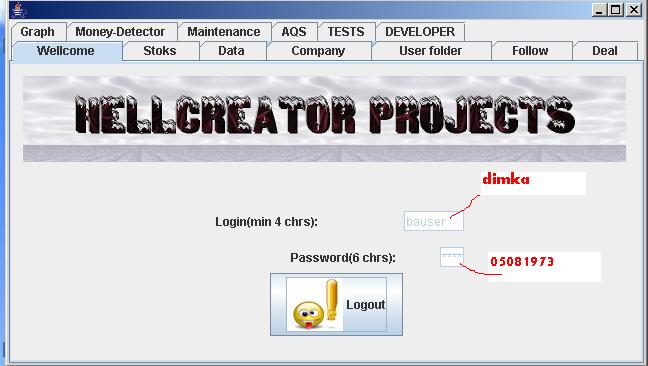 Graph Money-Detector Maintenance AQS TESTS DEVELOPER
Wellcome Stoks Data Company User folder Follow Deal
HELLCREATOR PROJECTS
dimka
Login(min 4 chrs): bauser
Password(6 chrs): **** 05081973
Logout